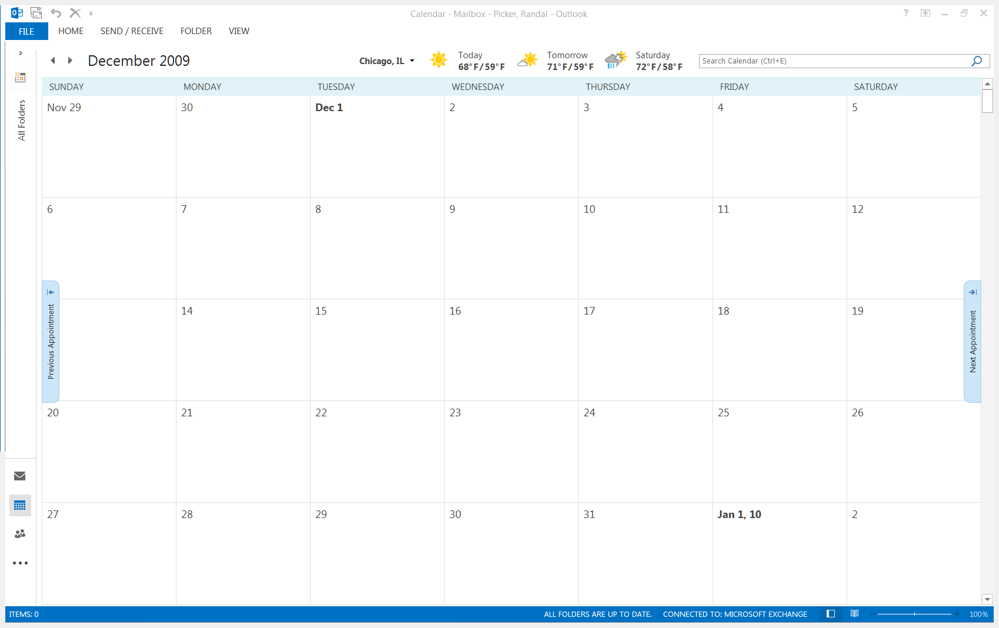 Calendar - Mailbox - Picker, Randal - Outlook
FILE HOME SEND / RECEIVE FOLDER VIEW
All Folders
December 2009
Chicago, IL
Today
68°F/59°F
Tomorrow
71°F/59°F
Saturday
72°F/58°F
Search Calendar (Ctrl+E)
SUNDAY MONDAY TUESDAY WEDNESDAY THURSDAY FRIDAY SATURDAY
Nov 29 30 Dec 1 2 3 4 5
6 7 8 9 10 11 12
14 15 16 17 18 19
Previous Appointment
Next Appointment
20 21 22 23 24 25 26
27 28 29 30 31 Jan 1, 10 2
ITEMS: 0
ALL FOLDERS ARE UP TO DATE. CONNECTED TO: MICROSOFT EXCHANGE 100%